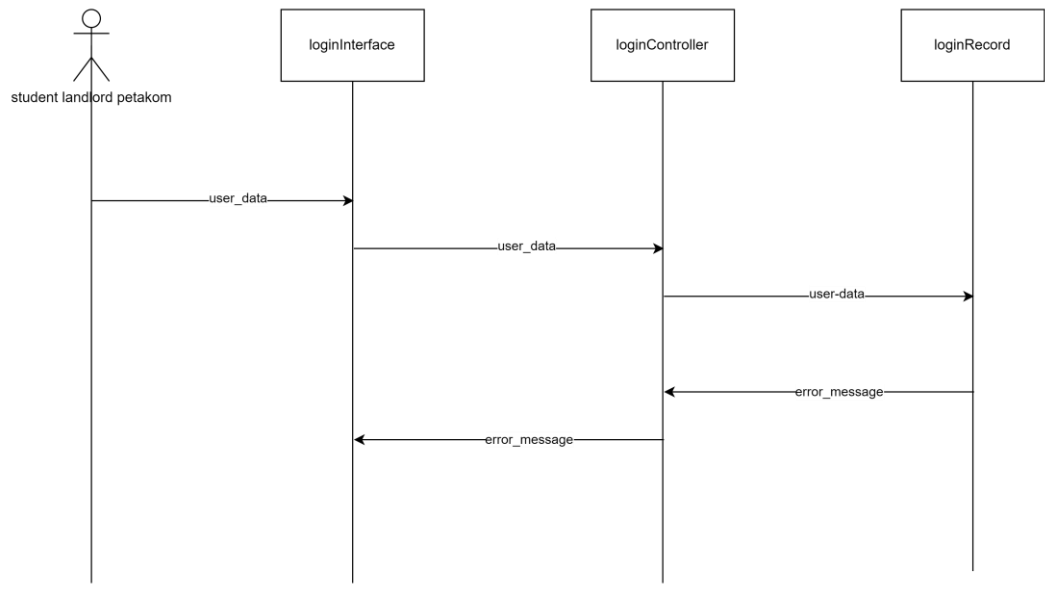 loginInterface
loginController
loginRecord
student landlord petakom
user_data
user_data
user-data
error_message
error_message